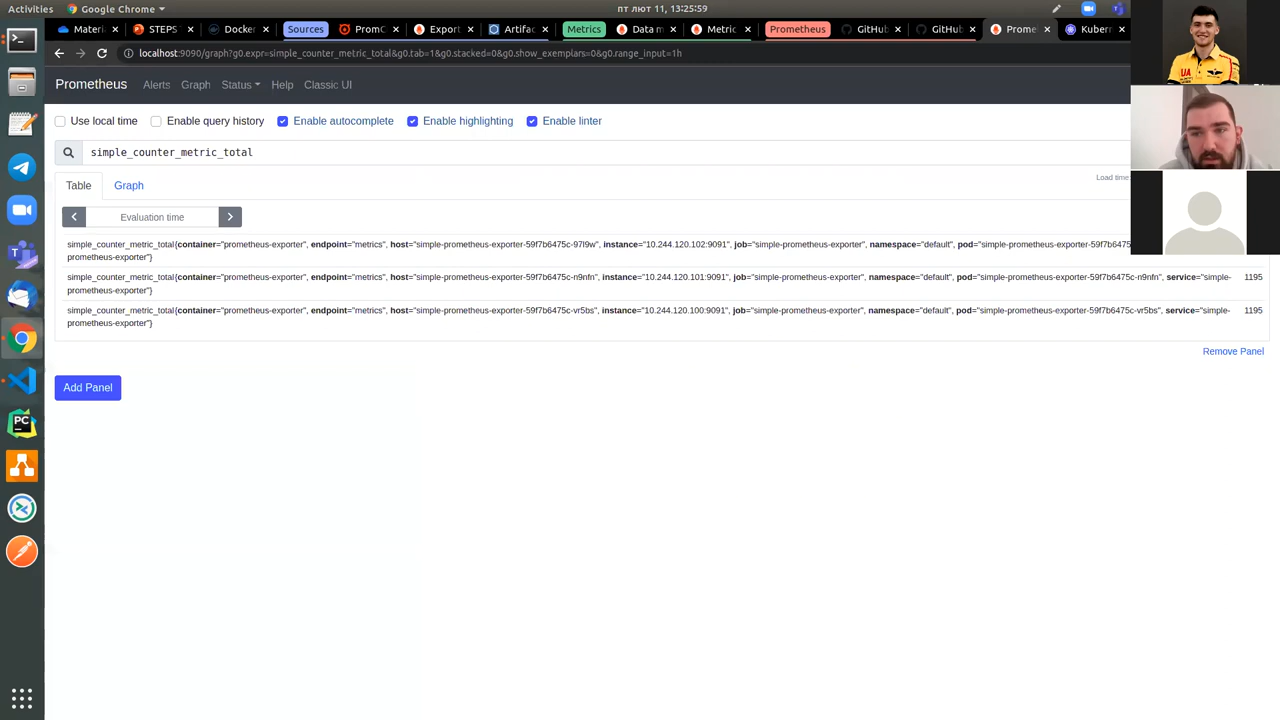 Activities
Google Chrome
пт лют 11, 13:25:59
Materi
STEPS
Docke
Sources
Prom
Export
Artifac
Metrics
Data m
Metric
Prometheus
GitHub
GitHub
Prome
Kubern
localhost:9090/graph?g0.expr=simple_counter_metric_total&g0.tab=1&g0.stacked=0&g0.show_exemplars=0&g0.range_input=1h
Prometheus
Alerts
Graph
Status
Help
Classic UI
Use local time
Enable query history
Enable autocomplete
Enable highlighting
Enable linter
simple_counter_metric_total
Load time:
Table
Graph
Evaluation time
simple_counter_metric_total{container="prometheus-exporter", endpoint="metrics", host="simple-prometheus-exporter-59f7b6475c-97l9w", instance="10.244.120.102:9091", job="simple-prometheus-exporter", namespace="default", pod="simple-prometheus-exporter-59f7b6475c-
prometheus-exporter"}
simple_counter_metric_total{container="prometheus-exporter", endpoint="metrics", host="simple-prometheus-exporter-59f7b6475c-n9nfn", instance="10.244.120.101:9091", job="simple-prometheus-exporter", namespace="default", pod="simple-prometheus-exporter-59f7b6475c-n9nfn", service="simple- 1195
prometheus-exporter"}
simple_counter_metric_total{container="prometheus-exporter", endpoint="metrics", host="simple-prometheus-exporter-59f7b6475c-vr5bs", instance="10.244.120.100:9091", job="simple-prometheus-exporter", namespace="default", pod="simple-prometheus-exporter-59f7b6475c-vr5bs", service="simple- 1195
prometheus-exporter"}
Remove Panel
Add Panel
PC
UA